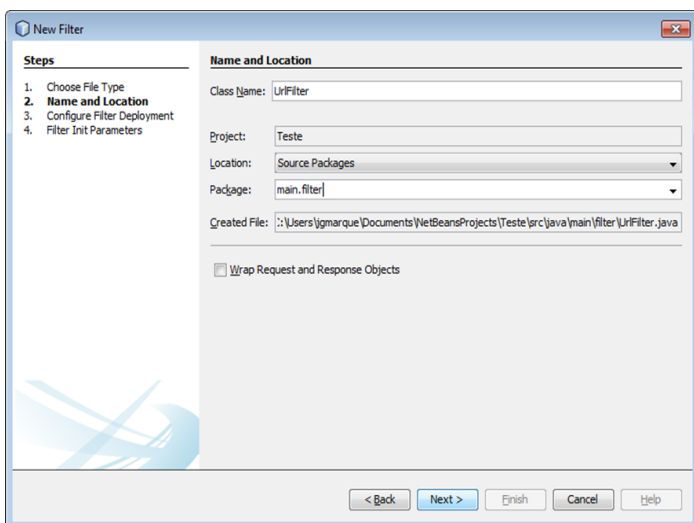 New Filter
Steps
1. Choose File Type
2. Name and Location
3. Configure Filter Deployment
4. Filter Init Parameters
Name and Location
Class Name: UrlFilter
Project: Teste
Location: Source Packages
Package: main.filter
Created File: :\Users\jgmarque\Documents\NetBeansProjects\Teste\src\java\main\filter\UrlFilter.java
Wrap Request and Response Objects
< Back Next > Finish Cancel Help